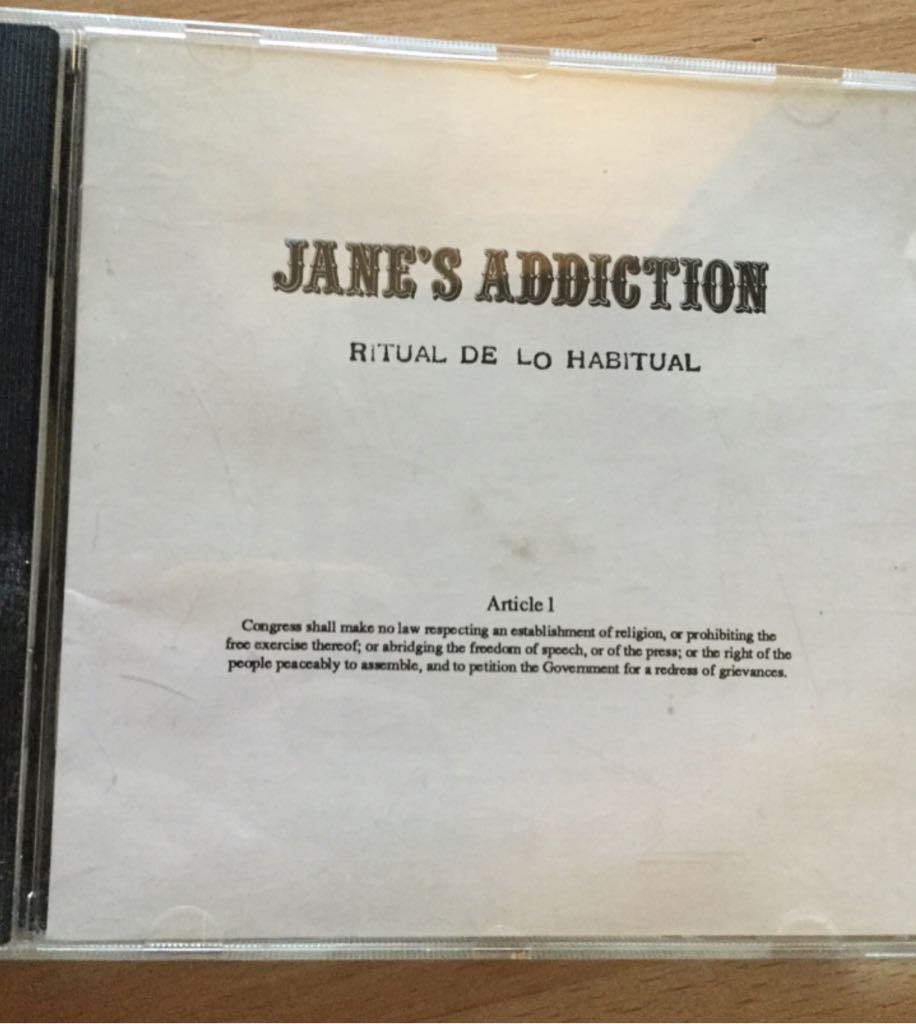 JANE'S ADDICTION
RiTUAL DE LO HABITUAL
Article 1
Congress shall make no law respecting an establishment of religion, or prohibiting the
free exercise thereof; or abridging the freedom of speech, or of the press; or the right of the
people peaceably to assemble, and to petition the Government for a redress of grievances.